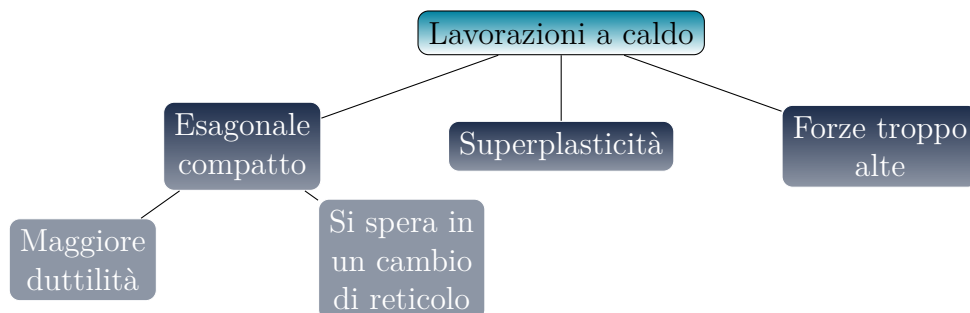 Lavorazioni a caldo
Esagonale
compatto
Superplasticità
Forze troppo
alte
Maggiore
duttilità
Si spera in
un cambio
di reticolo